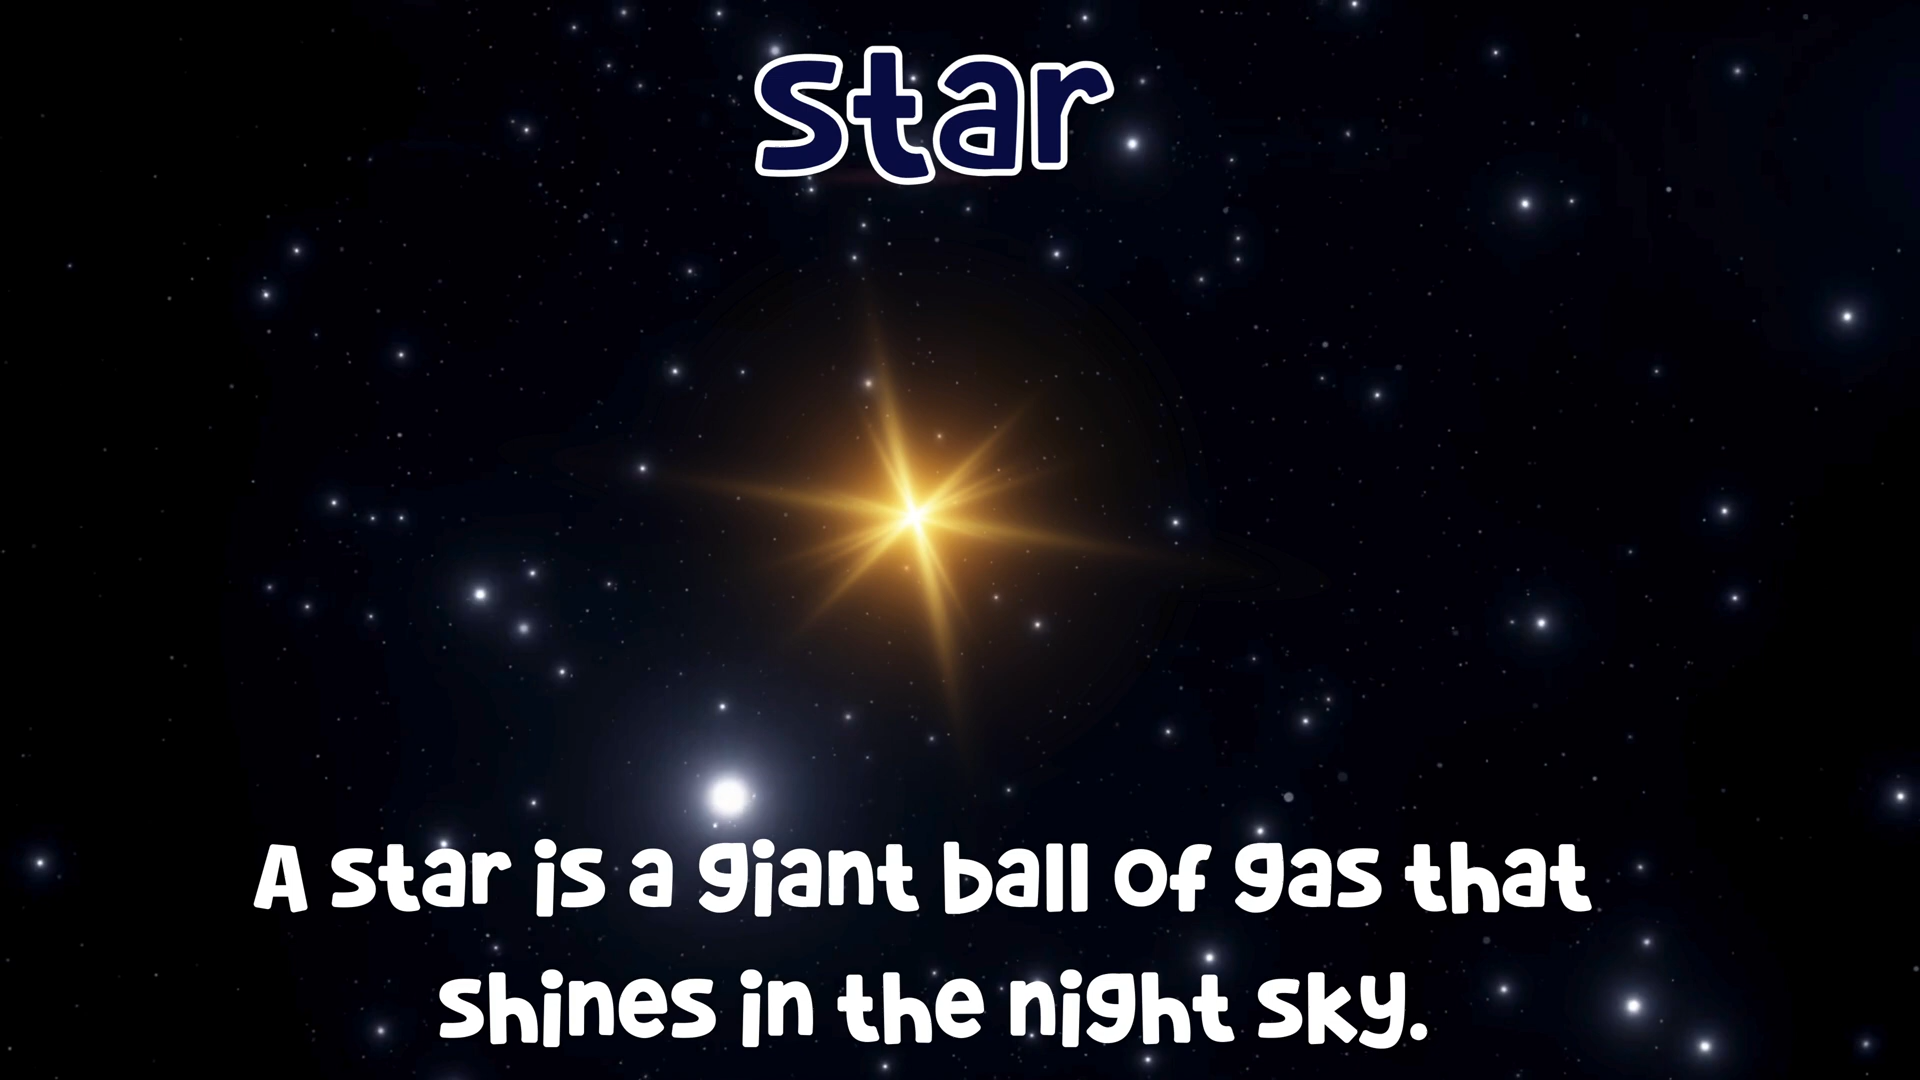 Star
A star is a giant ball of gas that
shines in the night sky.